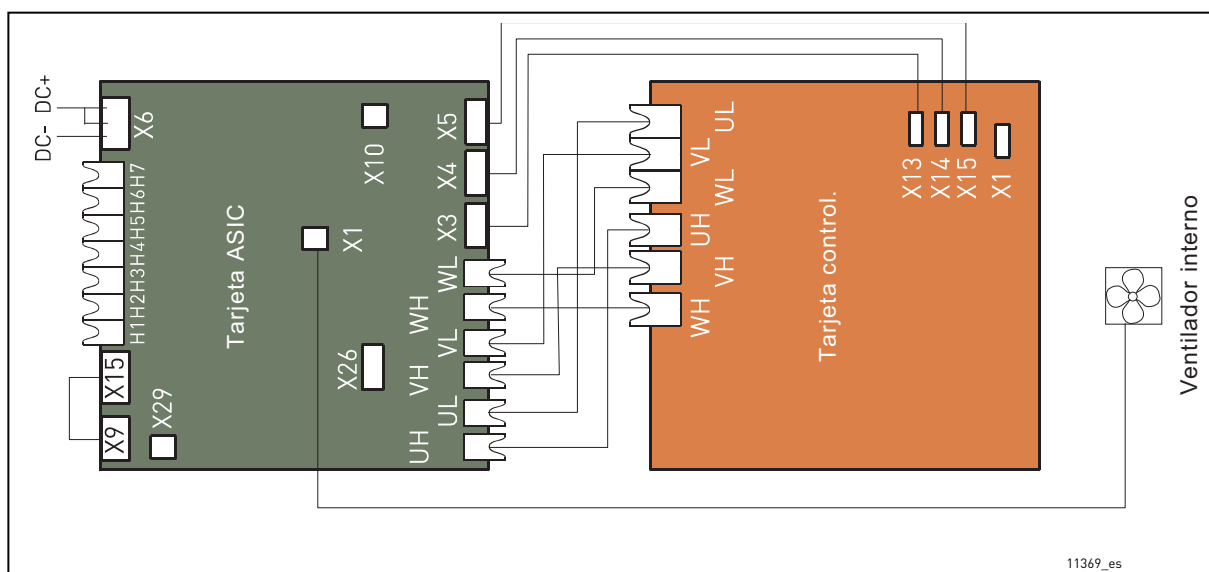 DC+
DC-
X6
X10
X5
X4
X3
H1H2H3H4H5H6H7
Tarjeta ASIC
X1
WL
WH
VL
VH
UL
UH
X26
X15
X9
X29
UL
VL
WL
UH
VH
WH
Tarjeta control.
X13
X14
X15
X1
Ventilador interno
11369_es